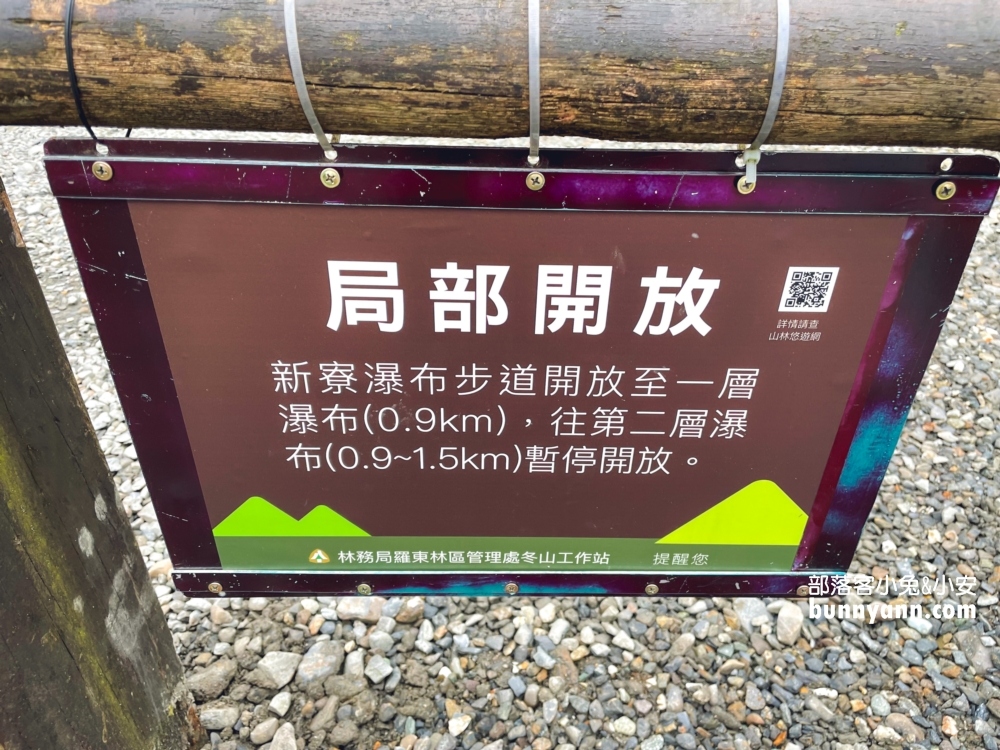 局部開放
詳情請查
山林悠遊網
新寮瀑布步道開放至一層
瀑布(0.9km)，往第二層瀑
布(0.9~1.5km)暫停開放。
林務局羅東林區管理處冬山工作站 提醒您
部落客小兔&小安
bunnyann.com